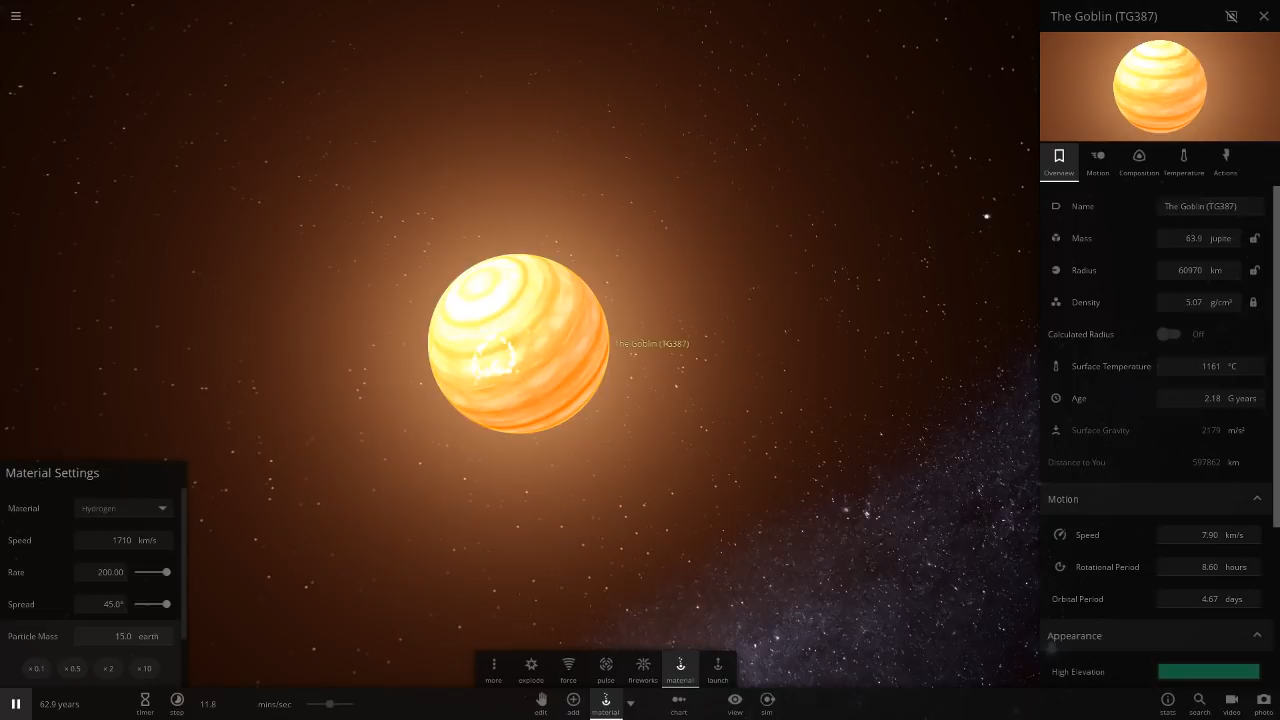 The Goblin (TG387)
Overview Motion Composition Temperature Actions
Name The Goblin (TG387)
Mass 63.9 jupite
Radius 60970 km
Density 5.07 g/cm³
Calculated Radius Off
Surface Temperature 1161 °C
Age 2.18 G years
Surface Gravity 2179 m/s²
Distance to You 597862 km
Motion
Speed 7.90 km/s
Rotational Period 8.60 hours
Orbital Period 4.67 days
Appearance
High Elevation
The Goblin (TG387)
Material Settings
Material Hydrogen
Speed 1710 km/s
Rate 200.00
Spread 45.0°
Particle Mass 15.0 earth
× 0.1 × 0.5 × 2 × 10
more explode force pulse fireworks material launch
62.9 years timer step 11.8 mins/sec edit add material chart view sim stats search video photo